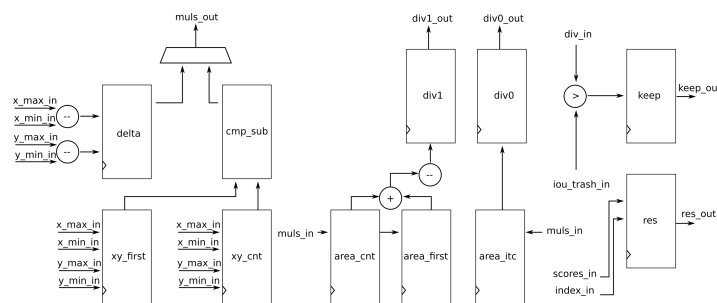 muls_out
div1_out
div0_out
div_in
x_max_in
x_min_in
y_max_in
y_min_in
--
--
delta
cmp_sub
div1
div0
>
keep
keep_ou
iou_trash_in
--
+
x_max_in
x_min_in
y_max_in
y_min_in
xy_first
x_max_in
x_min_in
y_max_in
y_min_in
xy_cnt
muls_in
area_cnt
area_first
area_itc
muls_in
res
res_out
scores_in
index_in